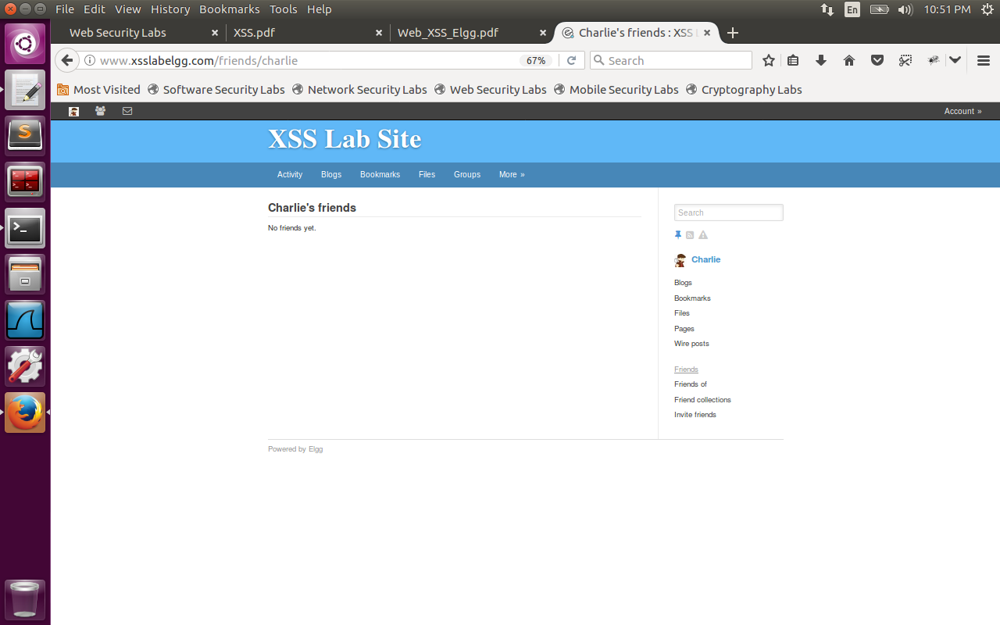 File Edit View History Bookmarks Tools Help
En 10:51 PM
Web Security Labs
XSS.pdf
Web_XSS_Elgg.pdf
Charlie's friends : XSS L
www.xsslabelgg.com/friends/charlie
67%
Search
Most Visited
Software Security Labs
Network Security Labs
Web Security Labs
Mobile Security Labs
Cryptography Labs
Account »
XSS Lab Site
Activity Blogs Bookmarks Files Groups More »
Charlie's friends
No friends yet.
Search
Charlie
Blogs
Bookmarks
Files
Pages
Wire posts
Friends
Friends of
Friend collections
Invite friends
Powered by Elgg